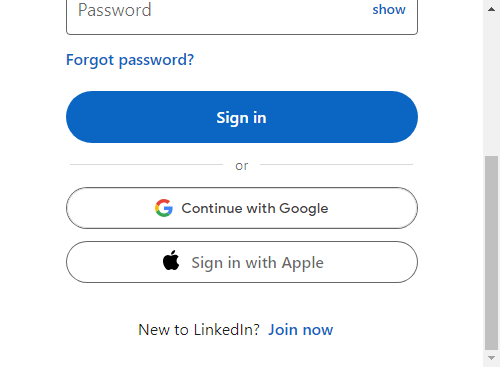 Password show
Forgot password?
Sign in
or
Continue with Google
Sign in with Apple
New to LinkedIn? Join now